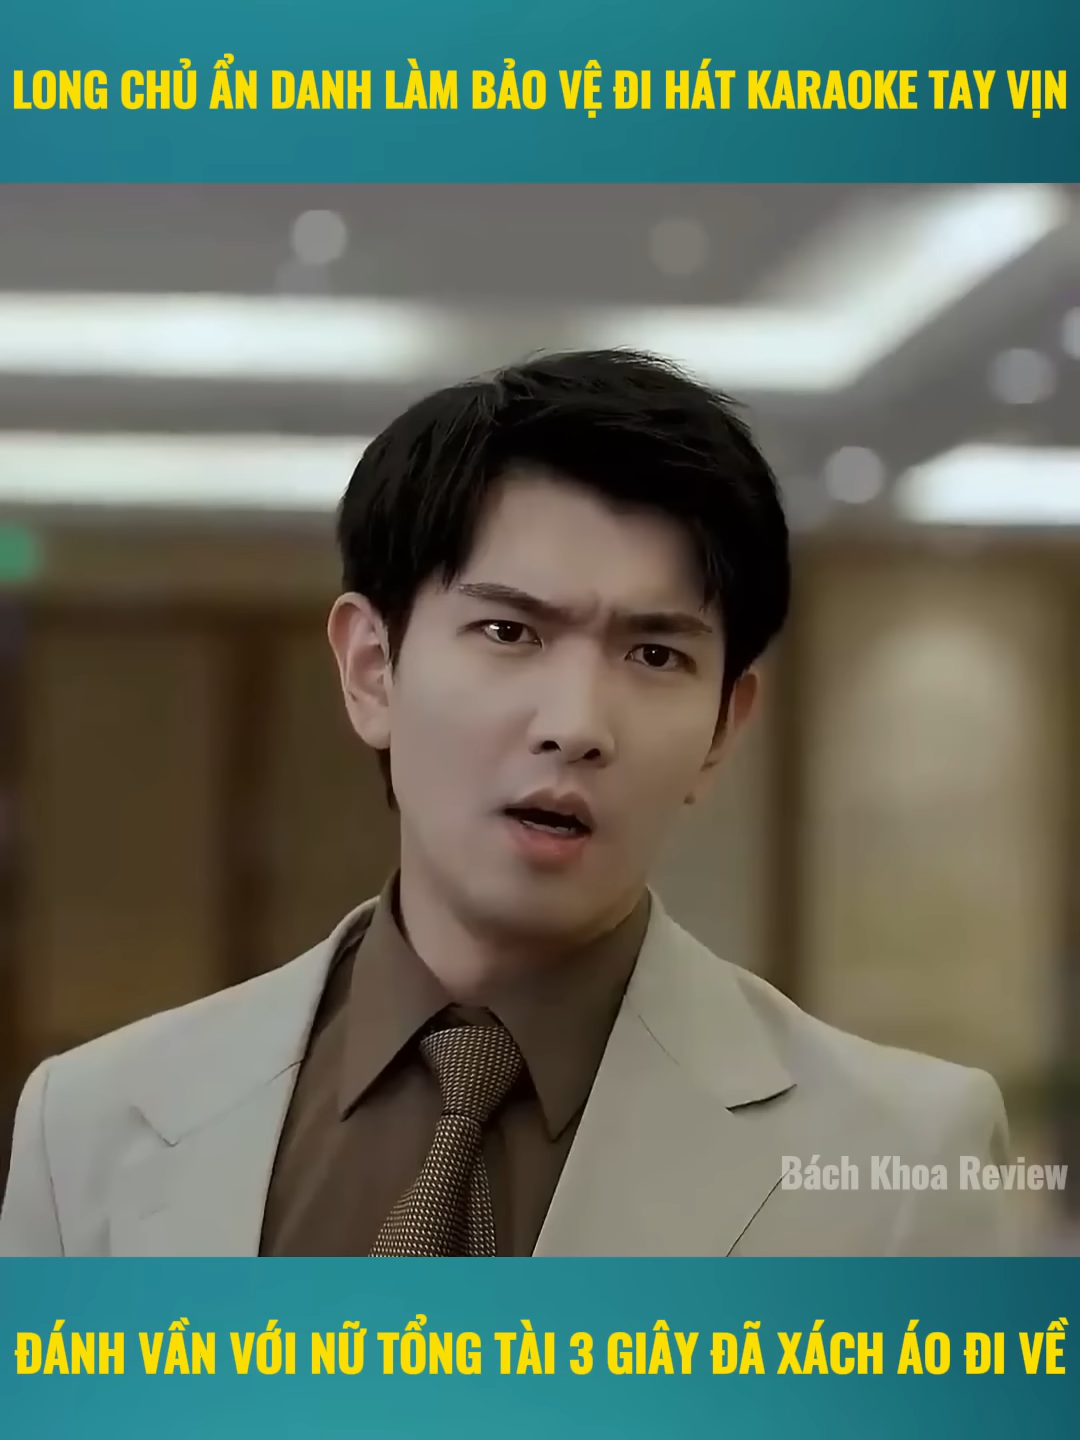 LONG CHỦ ẨN DANH LÀM BẢO VỆ ĐI HÁT KARAOKE TAY VỊN
Bách Khoa Review
ĐÁNH VẦN VỚI NỮ TỔNG TÀI 3 GIÂY ĐÃ XÁCH ÁO ĐI VỀ